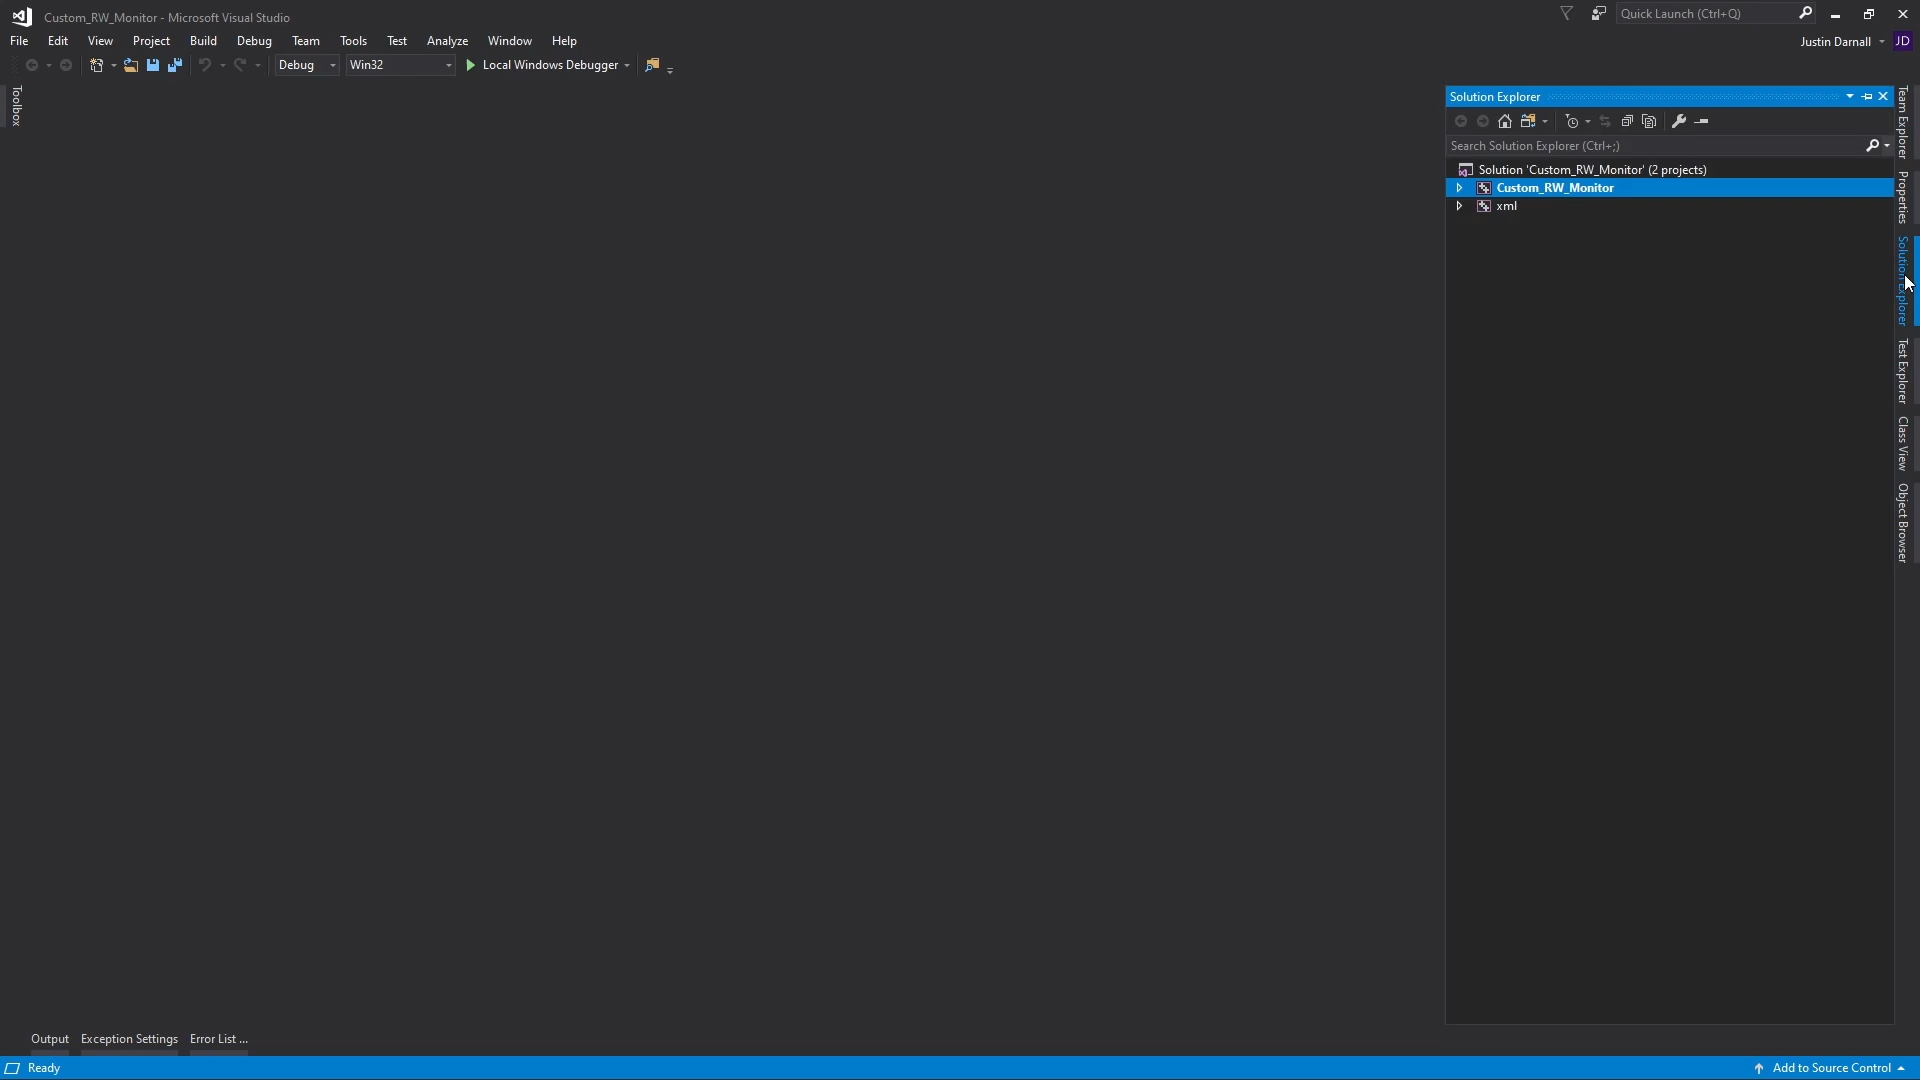 Custom_RW_Monitor - Microsoft Visual Studio
Quick Launch (Ctrl+Q)
File Edit View Project Build Debug Team Tools Test Analyze Window Help
Justin Darnall JD
Debug Win32 Local Windows Debugger
Toolbox
Solution Explorer
Search Solution Explorer (Ctrl+;)
Solution 'Custom_RW_Monitor' (2 projects)
Custom_RW_Monitor
xml
Team Explorer
Properties
Solution Explorer
Test Explorer
Class View
Object Browser
Output Exception Settings Error List ...
Ready
Add to Source Control